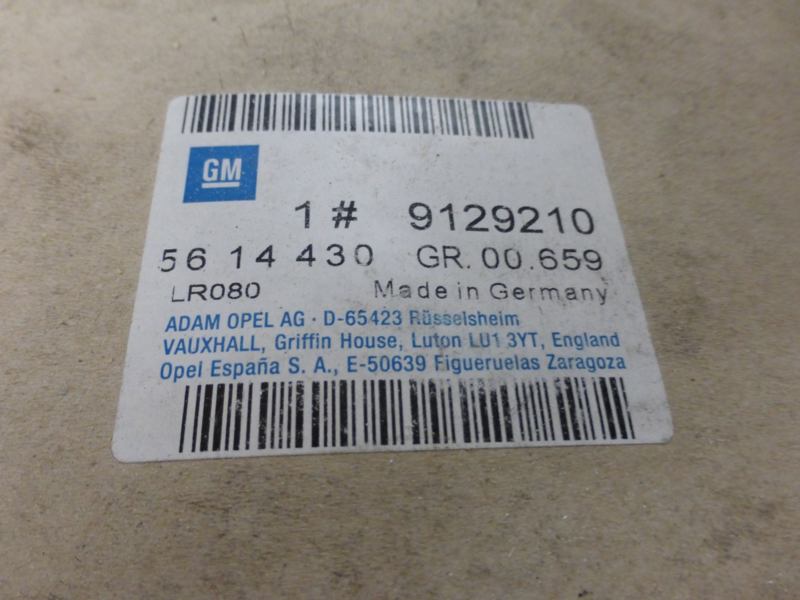 GM
1 # 9129210
56 14 430 GR. 00.659
LR080 Made in Germany
ADAM OPEL AG · D-65423 Rüsselsheim
VAUXHALL, Griffin House, Luton LU1 3YT, England
Opel España S. A., E-50639 Figueruelas Zaragoza